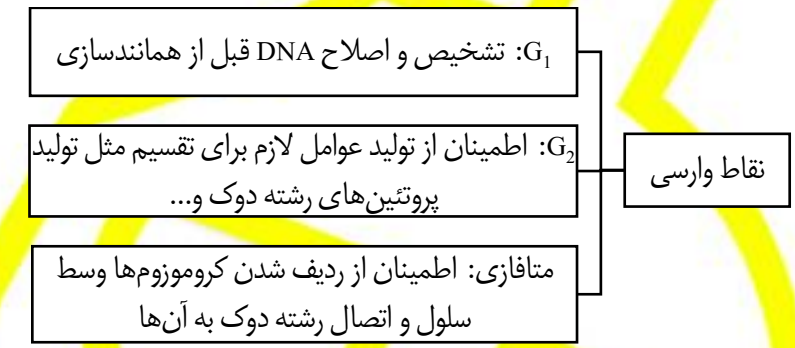 نقاط وارسی
G₁: تشخیص و اصلاح DNA قبل از همانندسازی
G₂: اطمینان از تولید عوامل لازم برای تقسیم مثل تولید
پروتئین‌های رشته دوک و...
متافازی: اطمینان از ردیف شدن کروموزوم‌ها وسط
سلول و اتصال رشته دوک به آن‌ها